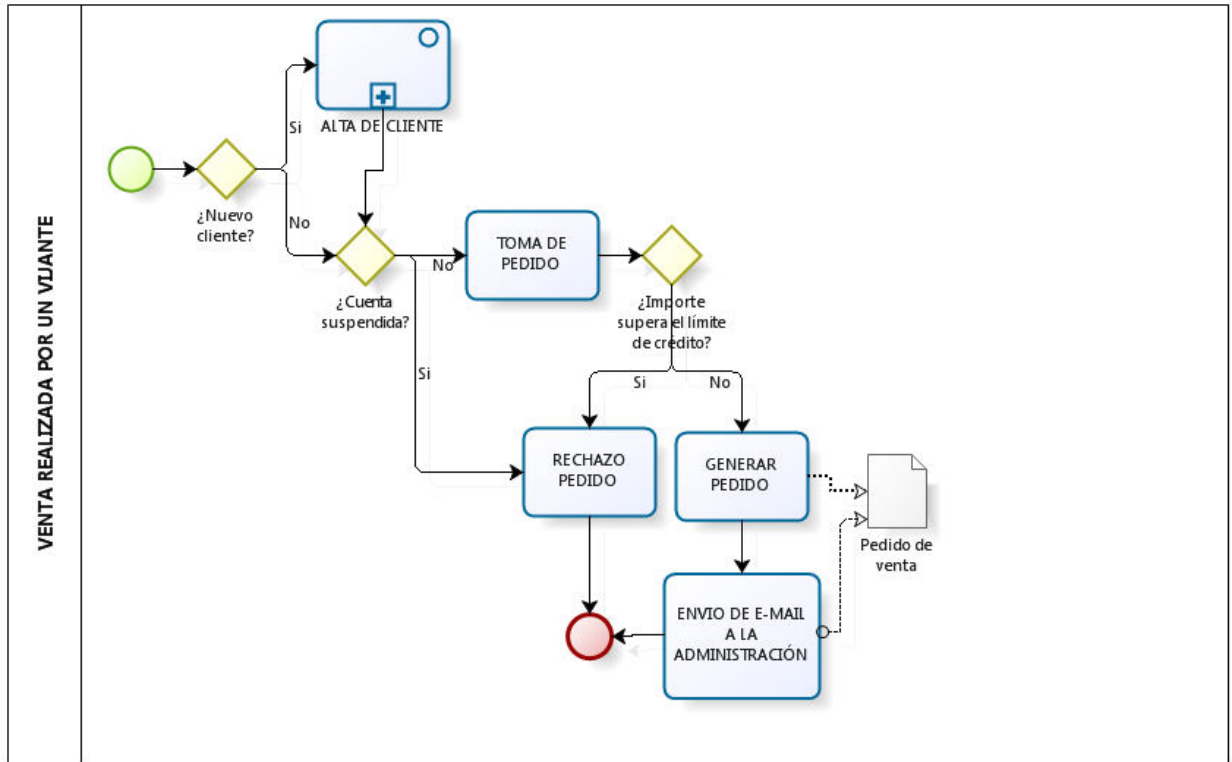 VENTA REALIZADA POR UN VIJANTE
ALTA DE CLIENTE
Si
¿Nuevo
cliente?
No
¿Cuenta
suspendida?
No
TOMA DE
PEDIDO
¿Importe
supera el límite
de crédito?
Si
Si
No
RECHAZO
PEDIDO
GENERAR
PEDIDO
Pedido de
venta
ENVIO DE E-MAIL
A LA
ADMINISTRACIÓN